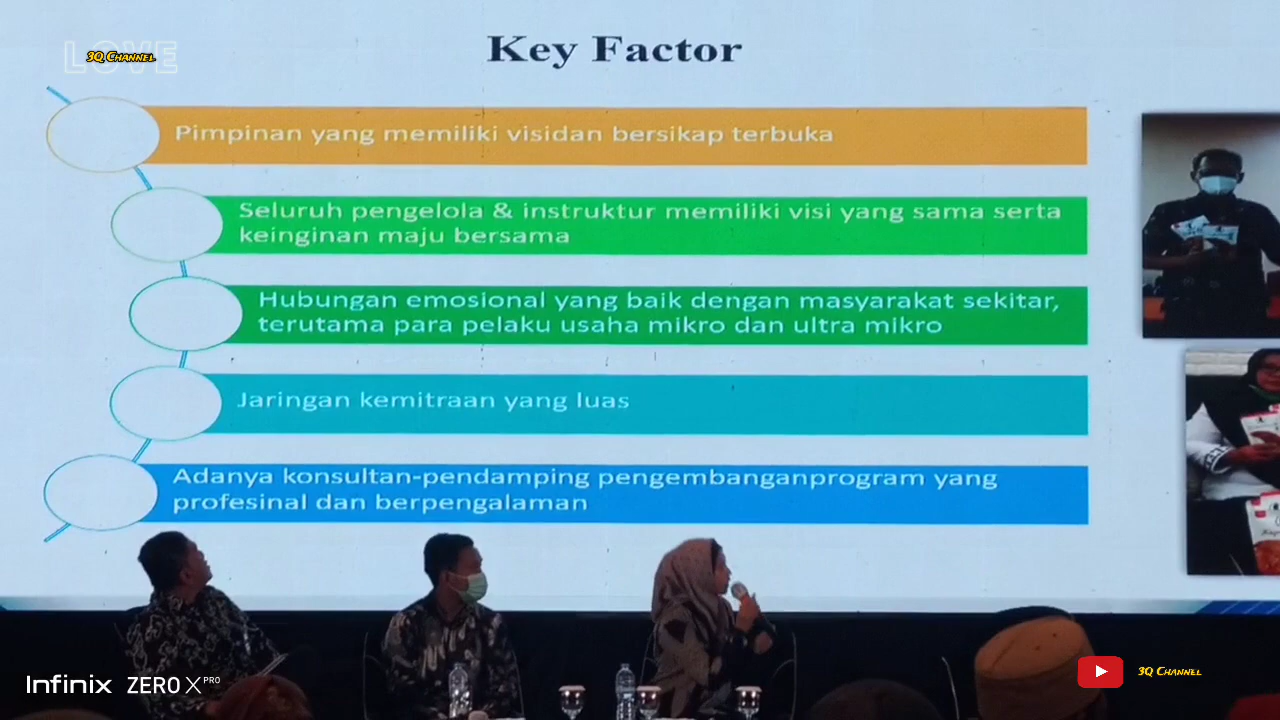 LOVE
3Q CHANNEL
Key Factor
Pimpinan yang memiliki visidan bersikap terbuka
Seluruh pengelola & instruktur memiliki visi yang sama serta
keinginan maju bersama
Hubungan emosional yang baik dengan masyarakat sekitar,
terutama para pelaku usaha mikro dan ultra mikro
Jaringan kemitraan yang luas
Adanya konsultan-pendamping pengembanganprogram yang
profesinal dan berpengalaman
Infinix ZERO X PRO
3Q CHANNEL